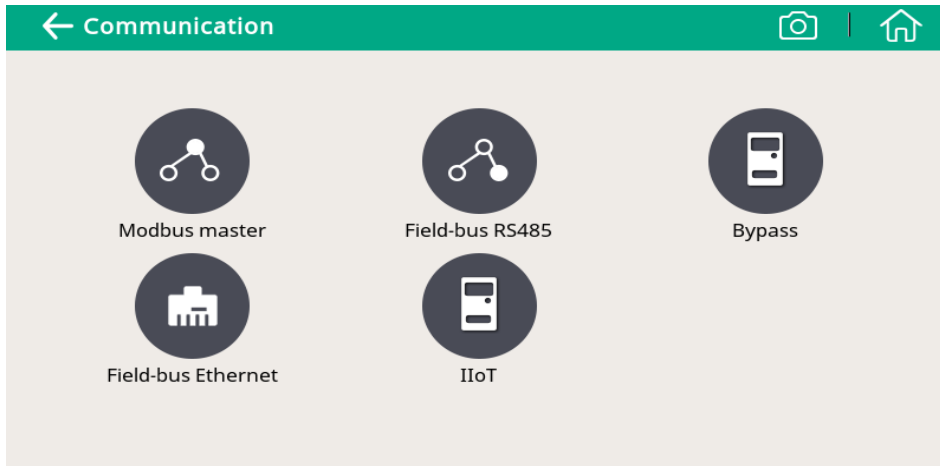 Communication
Modbus master
Field-bus RS485
Bypass
Field-bus Ethernet
IIoT